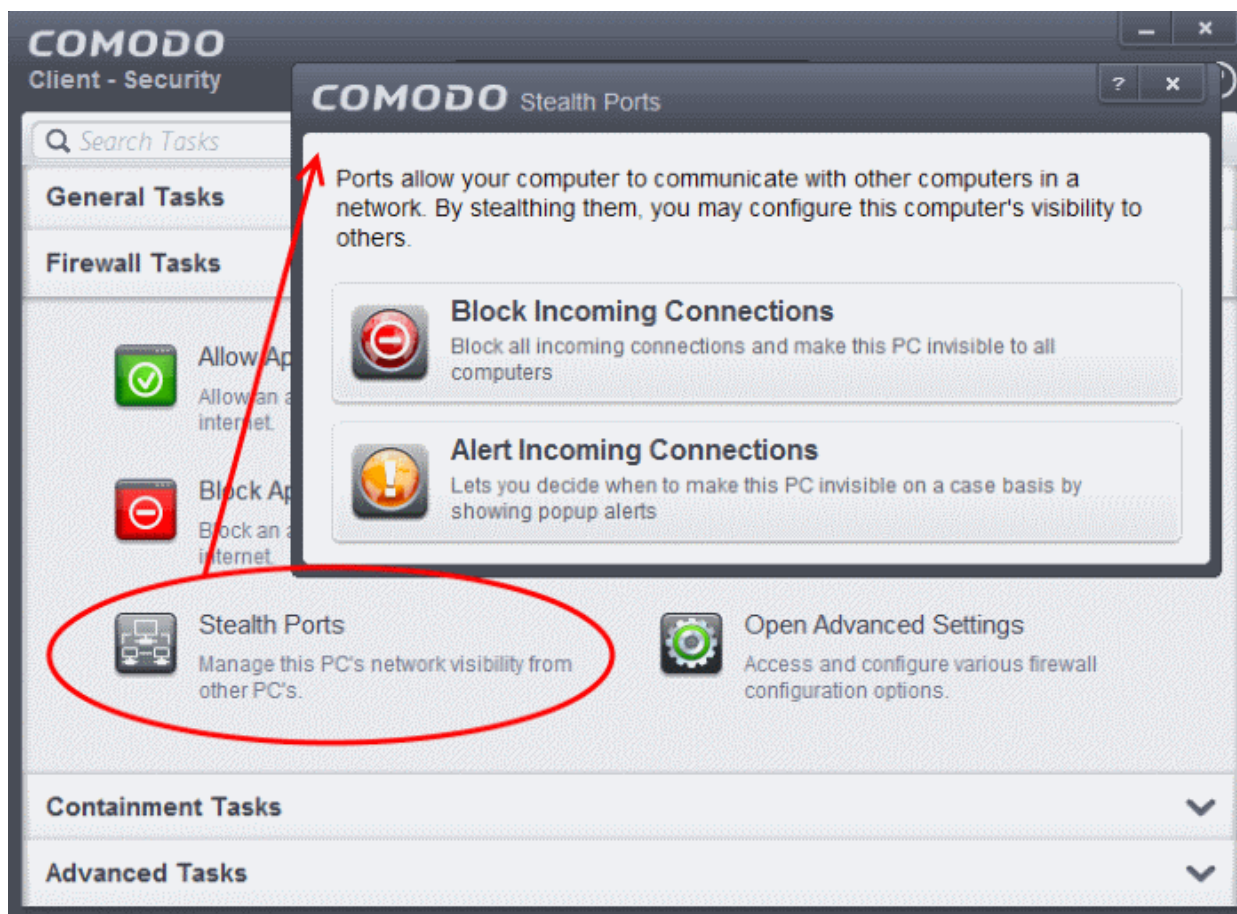 COMODO
Client - Security
Search Tasks
General Tasks
Firewall Tasks
Allow Ap
Allow an a
internet.
Block Ap
Block an a
internet.
COMODO Stealth Ports
?
Ports allow your computer to communicate with other computers in a
network. By stealthing them, you may configure this computer's visibility to
others.
Block Incoming Connections
Block all incoming connections and make this PC invisible to all
computers
Alert Incoming Connections
Lets you decide when to make this PC invisible on a case basis by
showing popup alerts
Stealth Ports
Manage this PC's network visibility from
other PC's.
Open Advanced Settings
Access and configure various firewall
configuration options.
Containment Tasks
Advanced Tasks